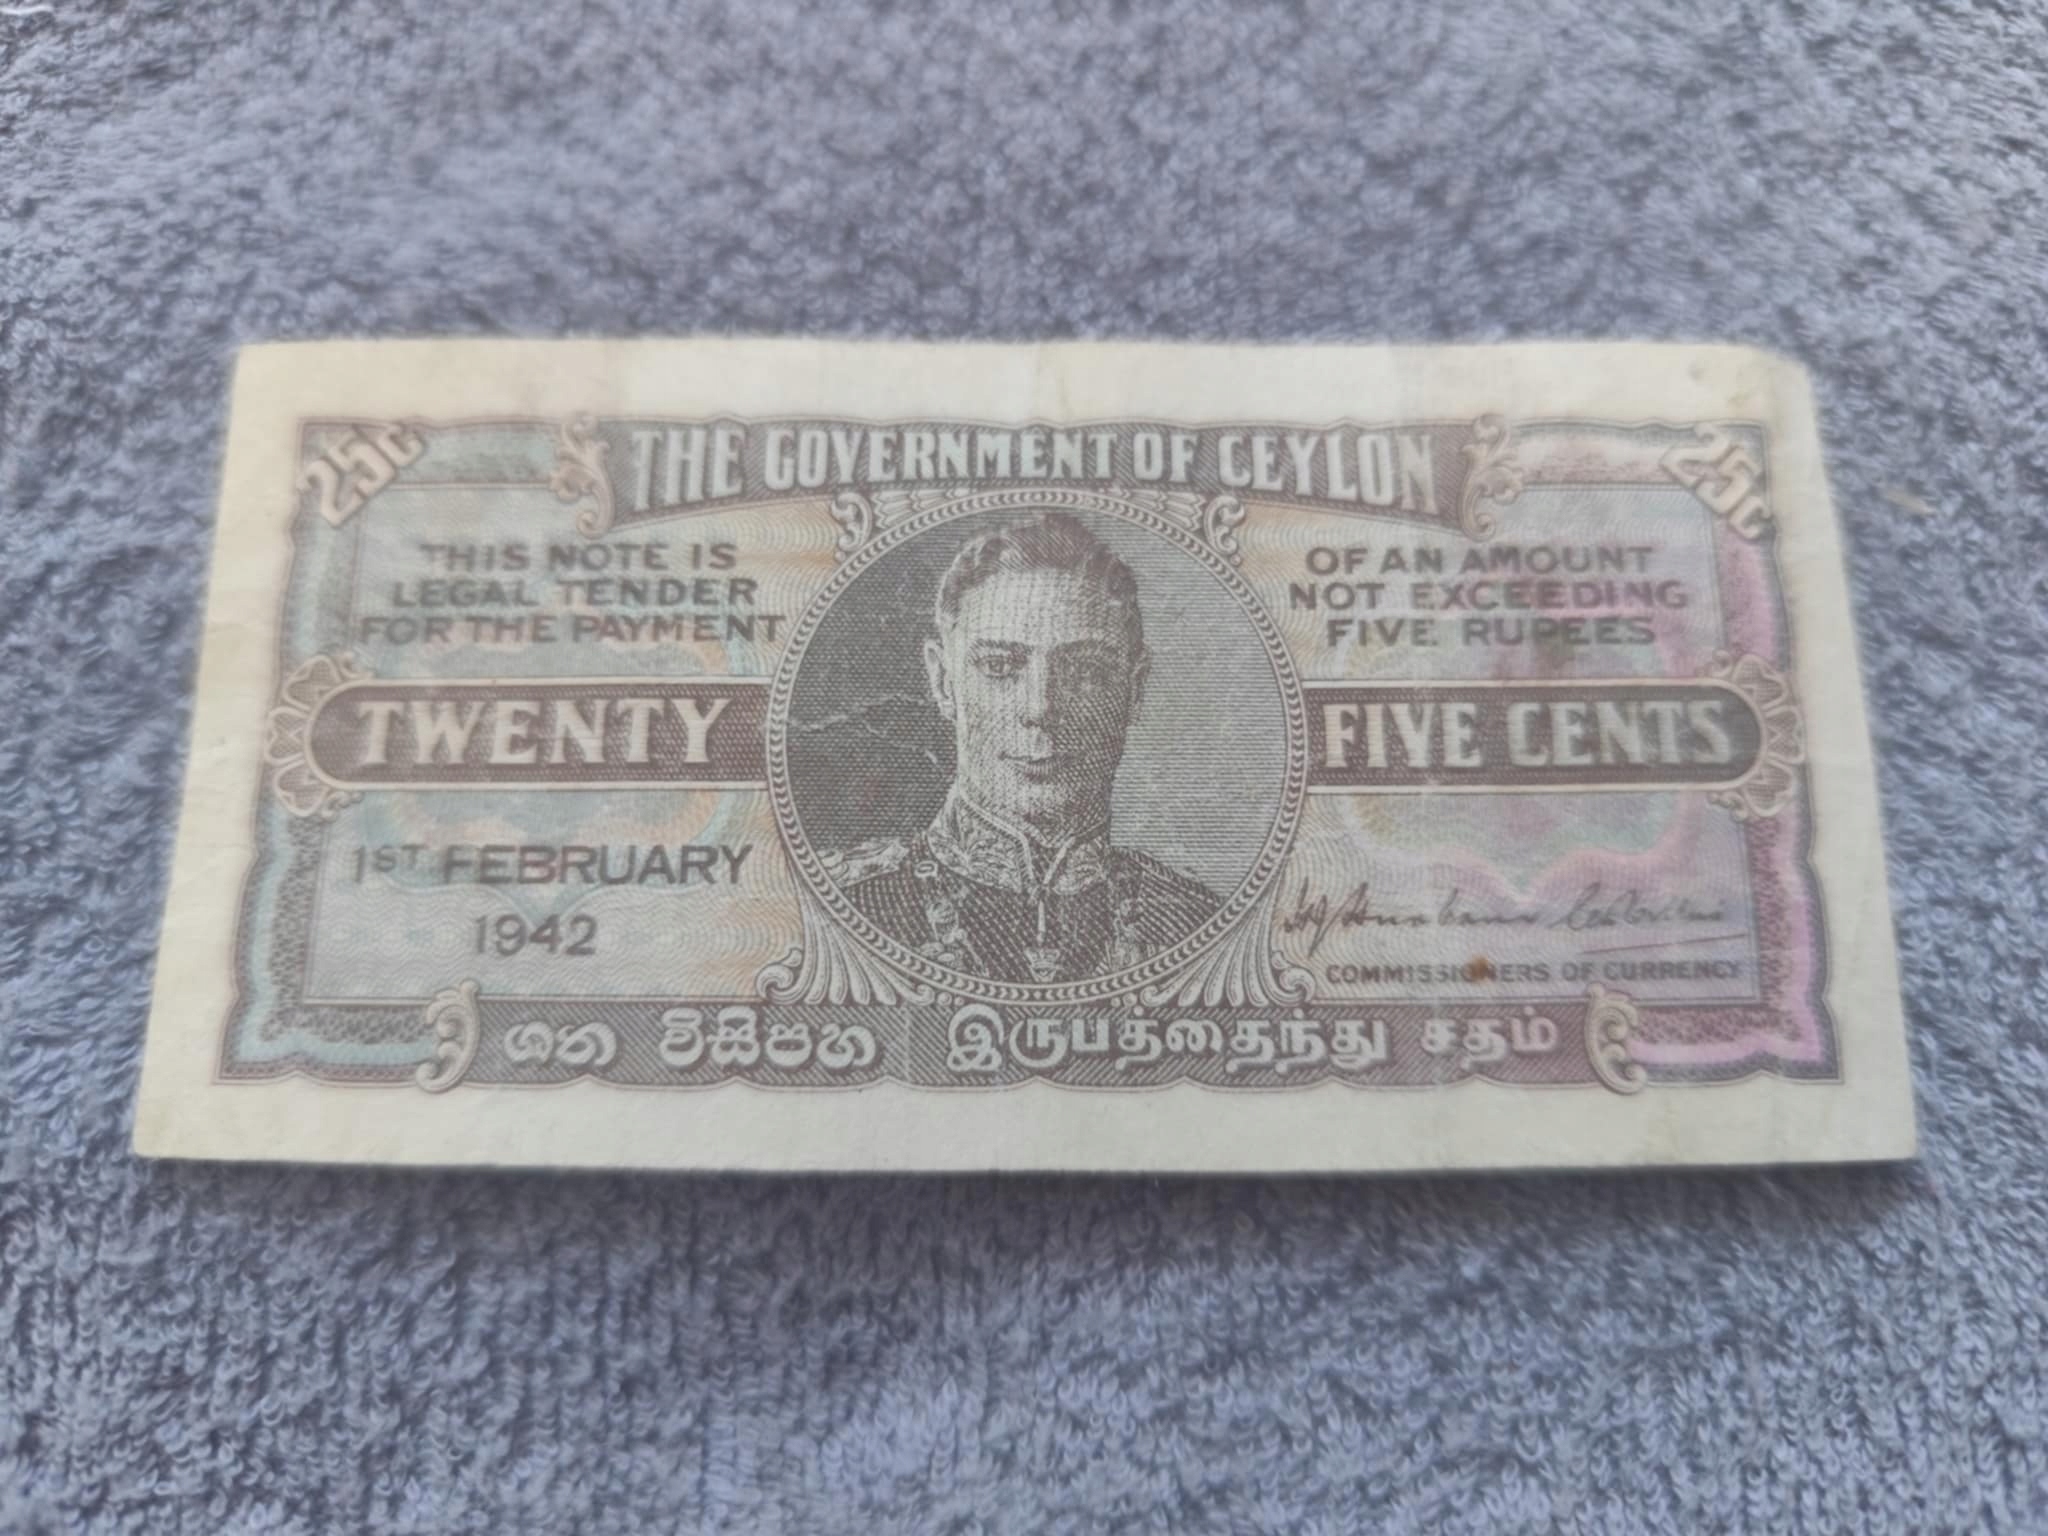 25C
THE GOVERNMENT OF CEYLON
25C
THIS NOTE IS
LEGAL TENDER
FOR THE PAYMENT
OF AN AMOUNT
NOT EXCEEDING
FIVE RUPEES
TWENTY
FIVE CENTS
1ST FEBRUARY
1942
COMMISSIONERS OF CURRENCY
ශත විසිපහ இருபத்தைந்து சதம்